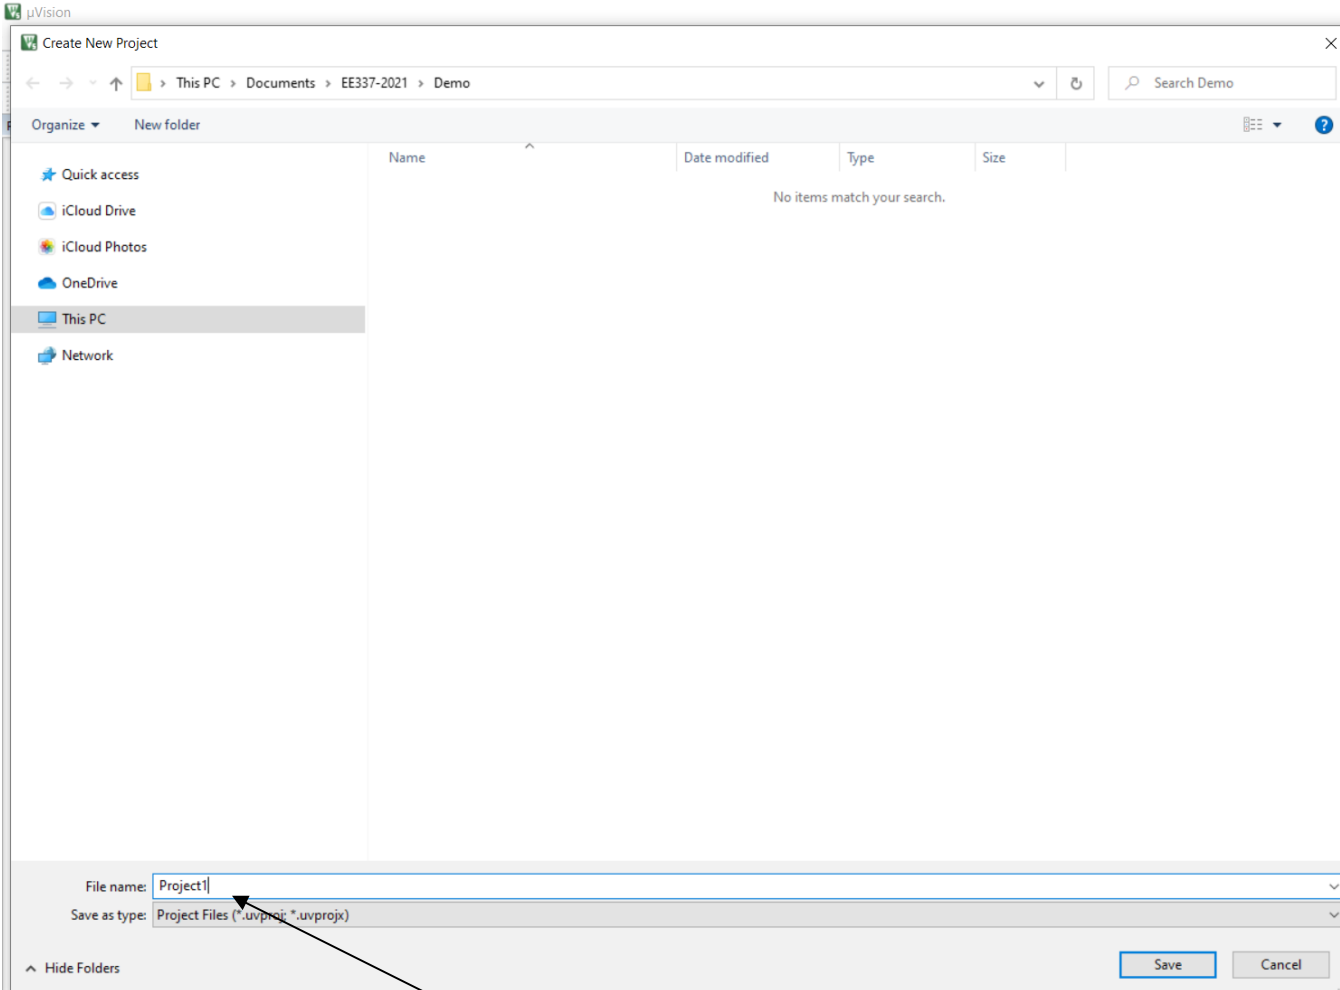 µVision
Create New Project
This PC > Documents > EE337-2021 > Demo
Search Demo
Organize
New folder
Name
Date modified
Type
Size
No items match your search.
Quick access
iCloud Drive
iCloud Photos
OneDrive
This PC
Network
File name: Project1
Save as type: Project Files (*.uvproj; *.uvprojx)
Hide Folders
Save
Cancel